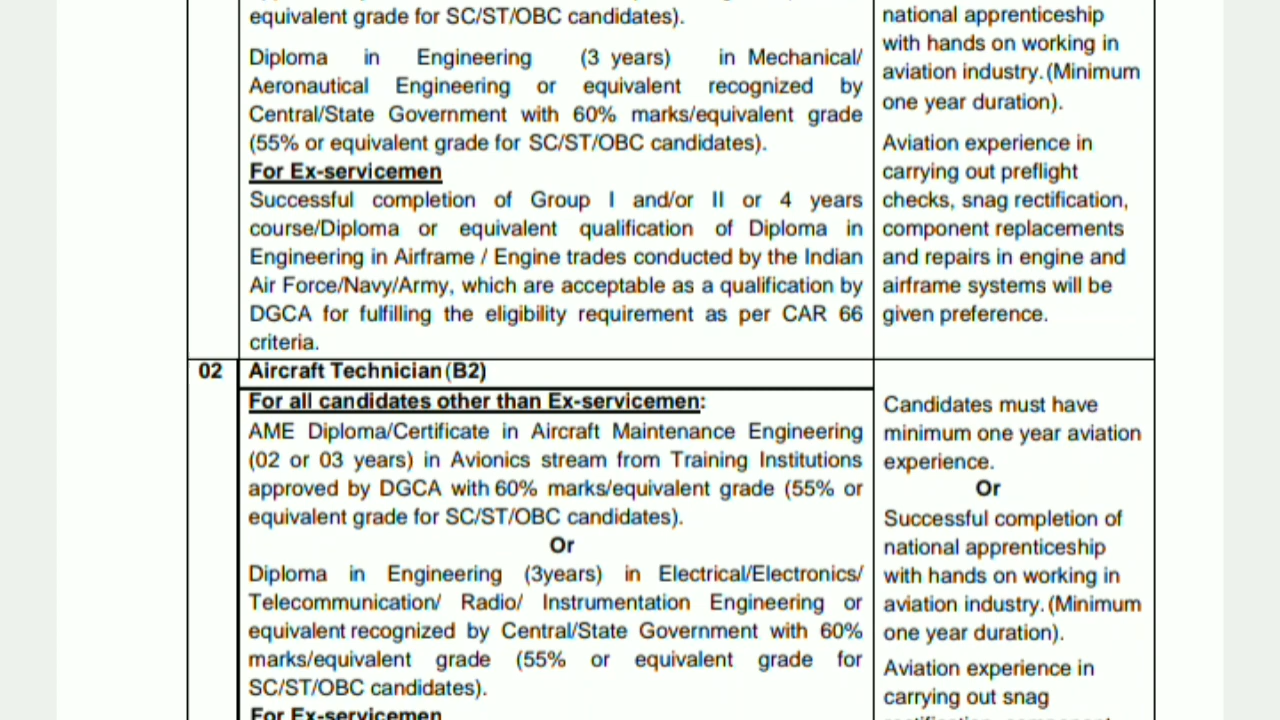 equivalent grade for SC/ST/OBC candidates).
Diploma in Engineering (3 years) in Mechanical/
Aeronautical Engineering or equivalent recognized by
Central/State Government with 60% marks/equivalent grade
(55% or equivalent grade for SC/ST/OBC candidates).
For Ex-servicemen
Successful completion of Group I and/or II or 4 years
course/Diploma or equivalent qualification of Diploma in
Engineering in Airframe / Engine trades conducted by the Indian
Air Force/Navy/Army, which are acceptable as a qualification by
DGCA for fulfilling the eligibility requirement as per CAR 66
criteria.
national apprenticeship
with hands on working in
aviation industry.(Minimum
one year duration).
Aviation experience in
carrying out preflight
checks, snag rectification,
component replacements
and repairs in engine and
airframe systems will be
given preference.
02
Aircraft Technician(B2)
For all candidates other than Ex-servicemen:
AME Diploma/Certificate in Aircraft Maintenance Engineering
(02 or 03 years) in Avionics stream from Training Institutions
approved by DGCA with 60% marks/equivalent grade (55% or
equivalent grade for SC/ST/OBC candidates).
Or
Diploma in Engineering (3years) in Electrical/Electronics/
Telecommunication/ Radio/ Instrumentation Engineering or
equivalent recognized by Central/State Government with 60%
marks/equivalent grade (55% or equivalent grade for
SC/ST/OBC candidates).
For Ex-servicemen
Candidates must have
minimum one year aviation
experience.
Or
Successful completion of
national apprenticeship
with hands on working in
aviation industry.(Minimum
one year duration).
Aviation experience in
carrying out snag